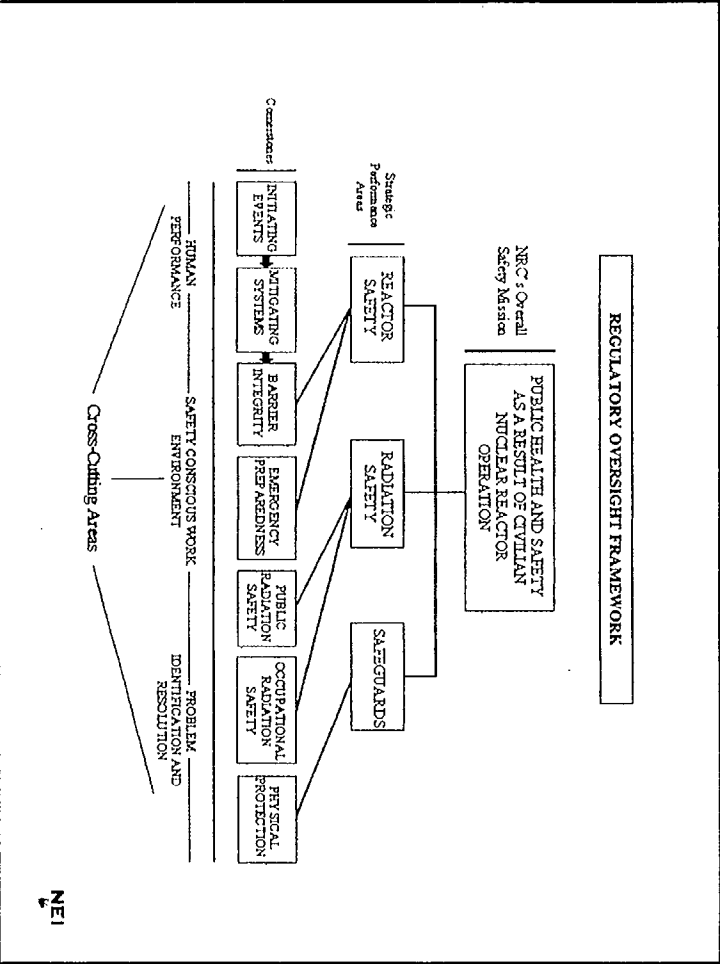 REGULATORY OVERSIGHT FRAMEWORK
NRC's Overall
Safety Mission
PUBLIC HEALTH AND SAFETY
AS A RESULT OF CIVILIAN
NUCLEAR REACTOR
OPERATION
Strategic
Performance
Areas
REACTOR
SAFETY
RADIATION
SAFETY
SAFEGUARDS
Cornerstones
INITIATING
EVENTS
MITIGATING
SYSTEMS
BARRIER
INTEGRITY
EMERGENCY
PREPAREDNESS
PUBLIC
RADIATION
SAFETY
OCCUPATIONAL
RADIATION
SAFETY
PHYSICAL
PROTECTION
HUMAN
PERFORMANCE
SAFETY CONSCIOUS WORK
ENVIRONMENT
PROBLEM
IDENTIFICATION AND
RESOLUTION
Cross-Cutting Areas
NEI